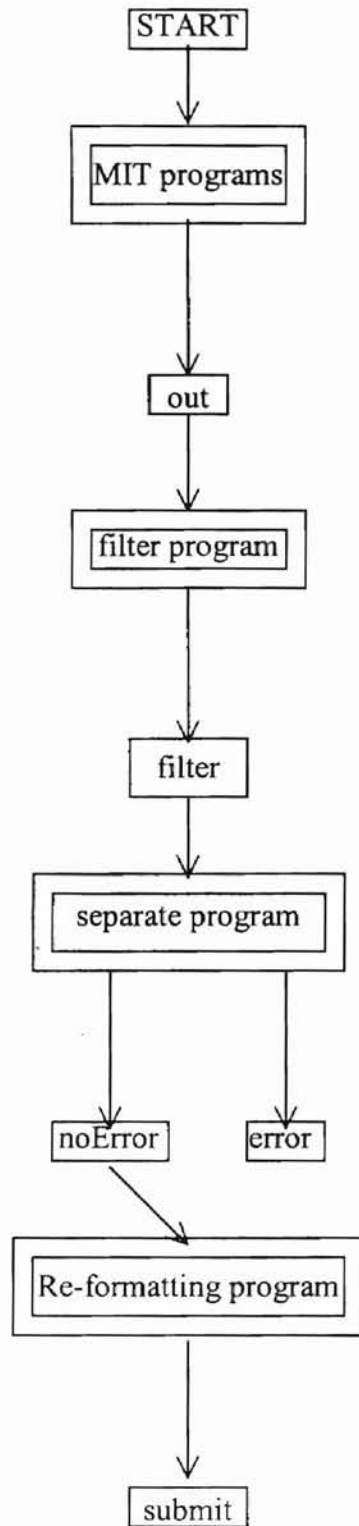 START
MIT programs
out
filter program
filter
separate program
noError
error
Re-formatting program
submit